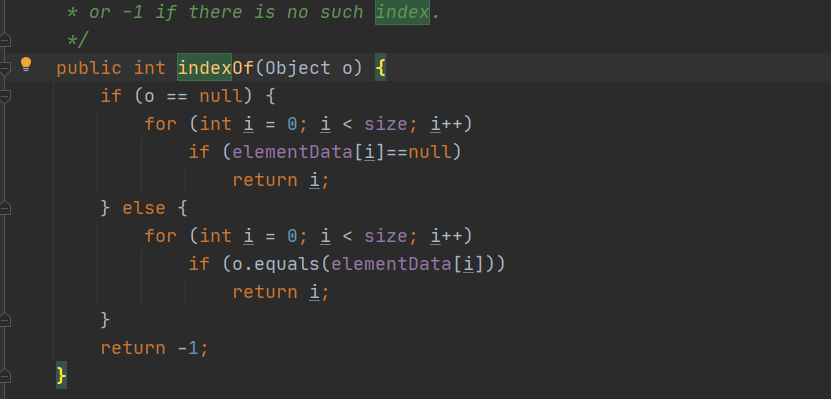 * or -1 if there is no such index.
*/
public int indexOf(Object o) {
if (o == null) {
for (int i = 0; i < size; i++)
if (elementData[i]==null)
return i;
} else {
for (int i = 0; i < size; i++)
if (o.equals(elementData[i]))
return i;
}
return -1;
}